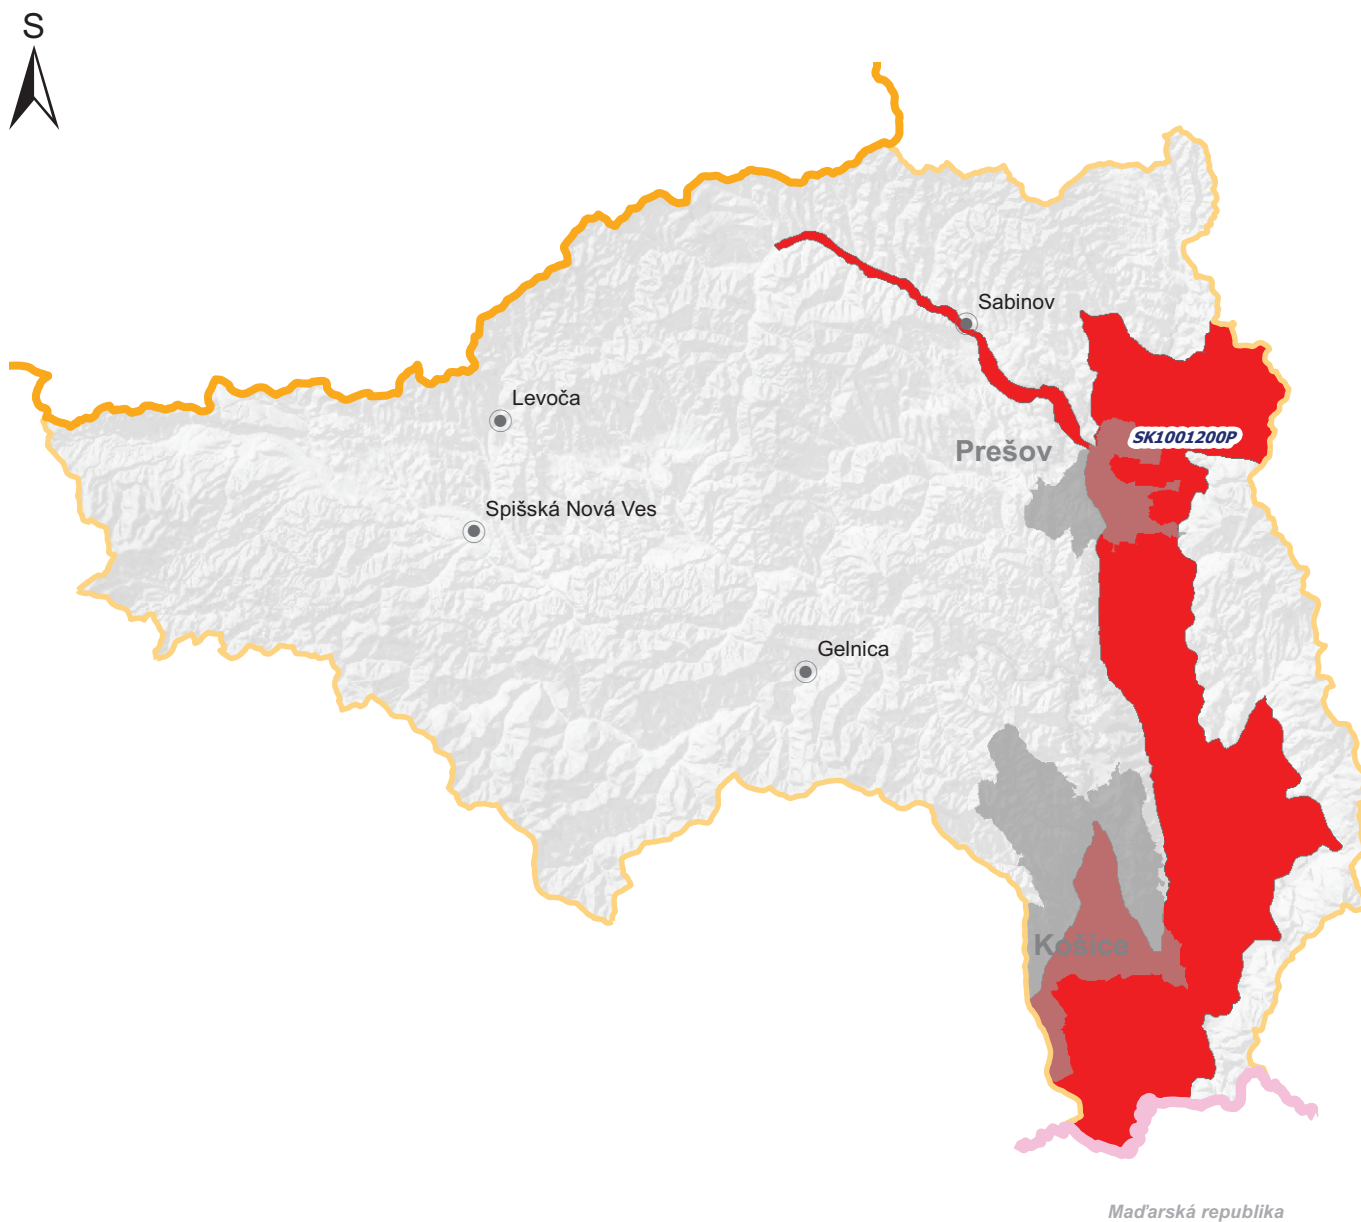 S
Sabinov
Levoča
SK1001200P
Prešov
Spišská Nová Ves
Gelnica
Košice
Maďarská republika